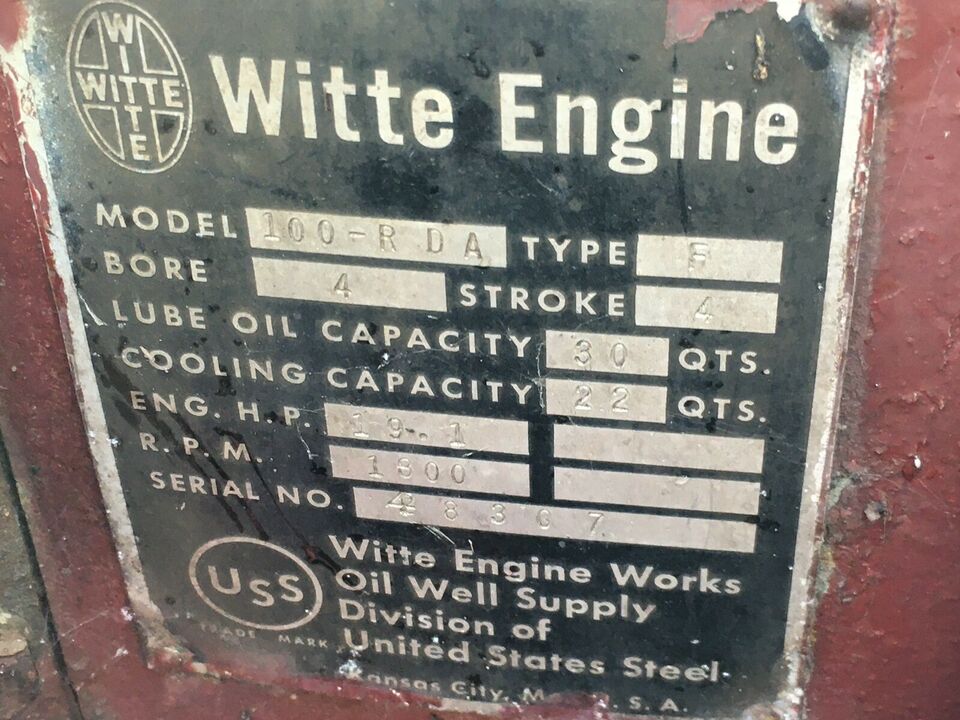 WITTE
WITTE
Witte Engine
MODEL 100-RDA TYPE F
BORE 4 STROKE 4
LUBE OIL CAPACITY 30 QTS.
COOLING CAPACITY 22 QTS.
ENG. H.P. 19.1
R.P.M. 1800
SERIAL NO. 48307
USS
TRADE MARK
Witte Engine Works
Oil Well Supply
Division of
United States Steel
Kansas City, S. A.